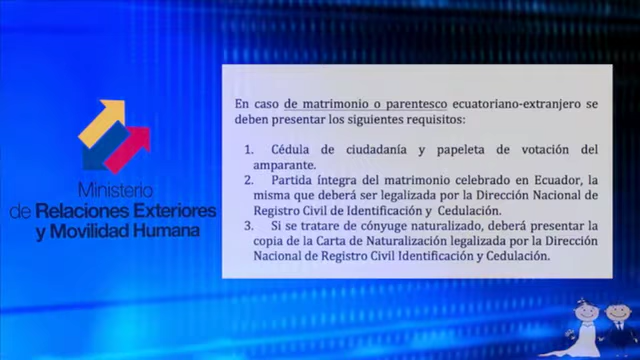 Ministerio
de Relaciones Exteriores
y Movilidad Humana
En caso de matrimonio o parentesco ecuatoriano-extranjero se
deben presentar los siguientes requisitos:
1. Cédula de ciudadanía y papeleta de votación del
amparante.
2. Partida íntegra del matrimonio celebrado en Ecuador, la
misma que deberá ser legalizada por la Dirección Nacional de
Registro Civil de Identificación y Cedulación.
3. Si se tratare de cónyuge naturalizado, deberá presentar la
copia de la Carta de Naturalización legalizada por la Dirección
Nacional de Registro Civil Identificación y Cedulación.